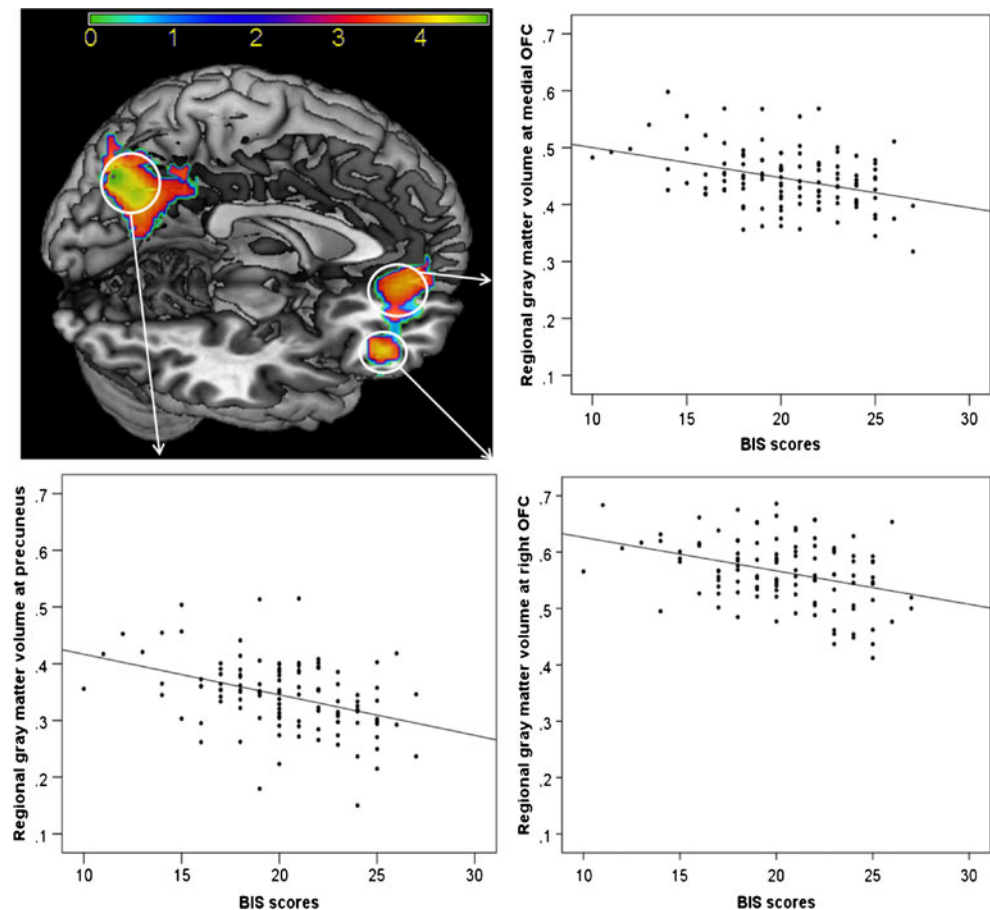 0 1 2 3 4
Regional gray matter volume at medial OFC
.7
.6
.5
.4
.3
.2
.1
10 15 20 25 30
BIS scores
Regional gray matter volume at precuneus
.7
.6
.5
.4
.3
.2
.1
10 15 20 25 30
BIS scores
Regional gray matter volume at right OFC
.7
.6
.5
.4
.3
.2
.1
10 15 20 25 30
BIS scores